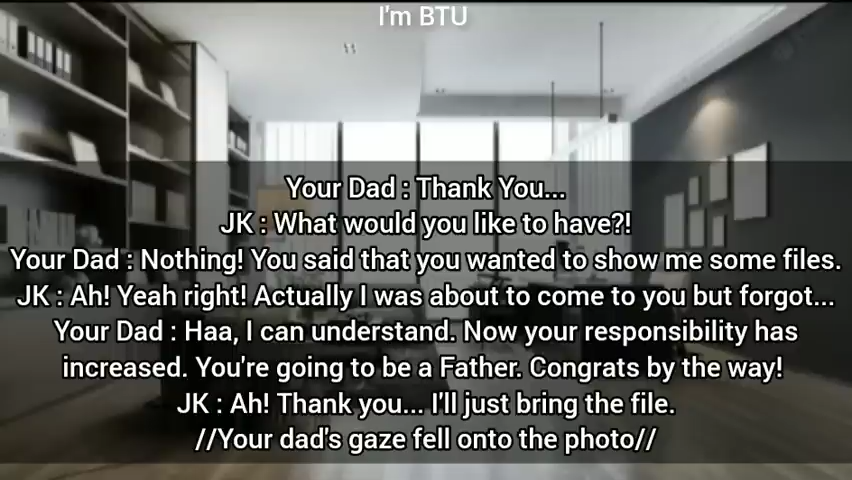 I'm BTU
Your Dad : Thank You...
JK : What would you like to have?!
Your Dad : Nothing! You said that you wanted to show me some files.
JK : Ah! Yeah right! Actually I was about to come to you but forgot...
Your Dad : Haa, I can understand. Now your responsibility has
increased. You're going to be a Father. Congrats by the way!
JK : Ah! Thank you... I'll just bring the file.
//Your dad's gaze fell onto the photo//